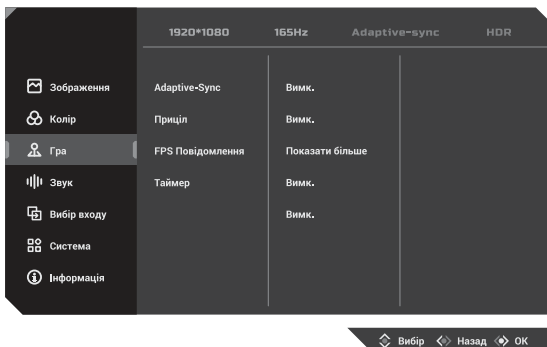 1920*1080 165Hz Adaptive-sync HDR
Зображення Adaptive-Sync Вимк.
Колір Приціл Вимк.
Гра FPS Повідомлення Показати більше
Звук Таймер Вимк.
Вибір входу Вимк.
Система
Інформація
Вибір Назад OK